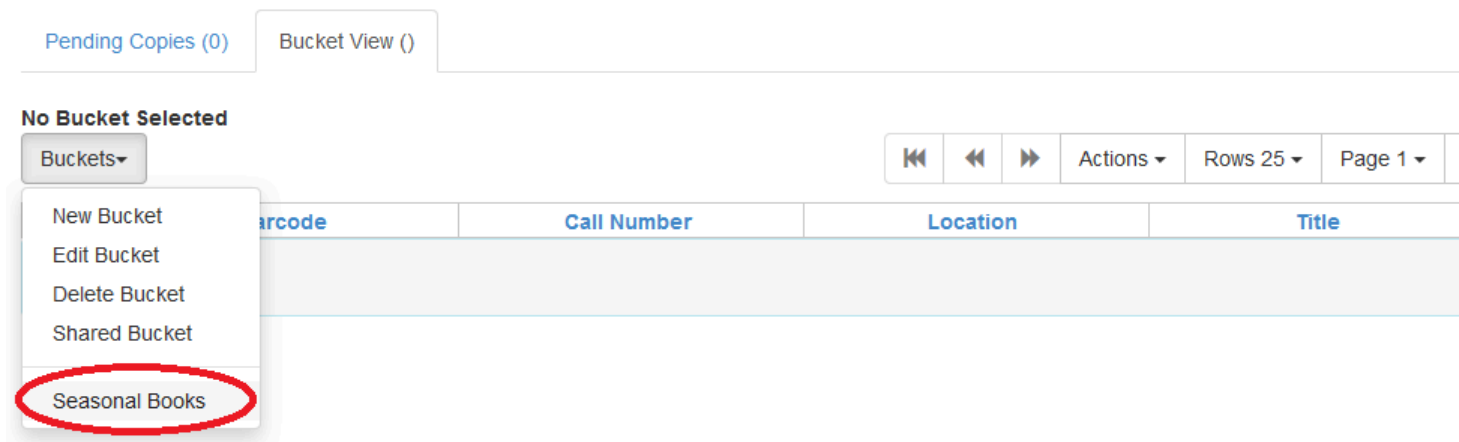 Pending Copies (0) Bucket View ()
No Bucket Selected
Buckets Actions Rows 25 Page 1
New Bucket
arcode Call Number Location Title
Edit Bucket
Delete Bucket
Shared Bucket
Seasonal Books